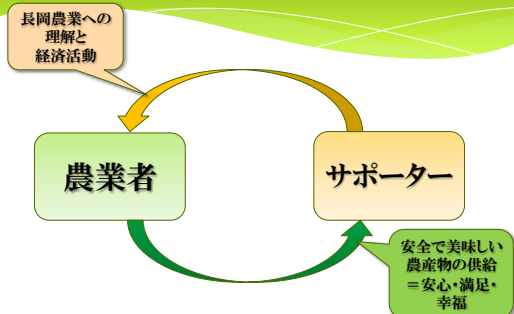 長岡農業への
理解と
経済活動
農業者
サポーター
安全で美味しい
農産物の供給
＝安心・満足・
幸福